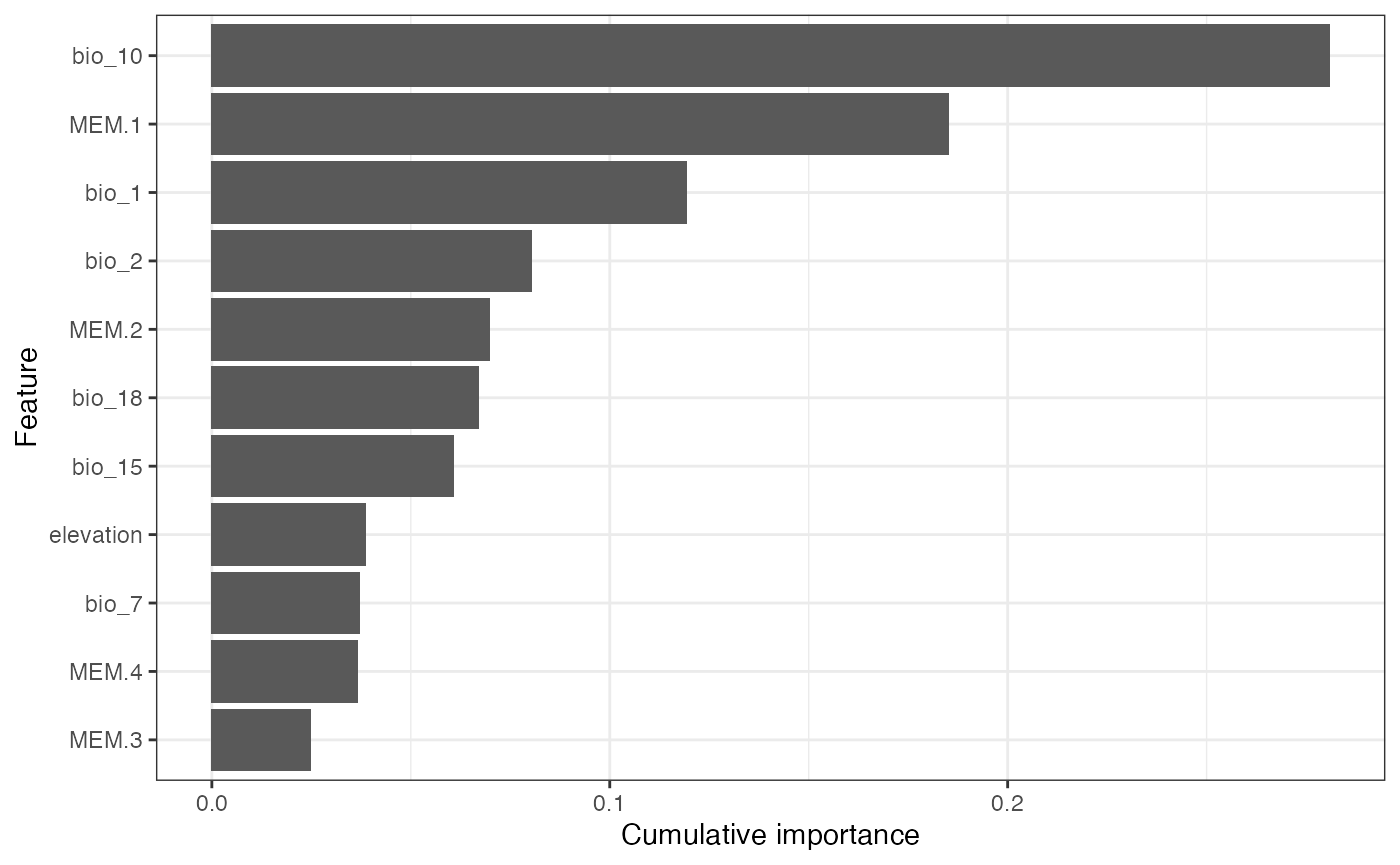 bio_10
MEM.1
bio_1
bio_2
MEM.2
bio_18
bio_15
elevation
bio_7
MEM.4
MEM.3
Feature
0.0 0.1 0.2
Cumulative importance